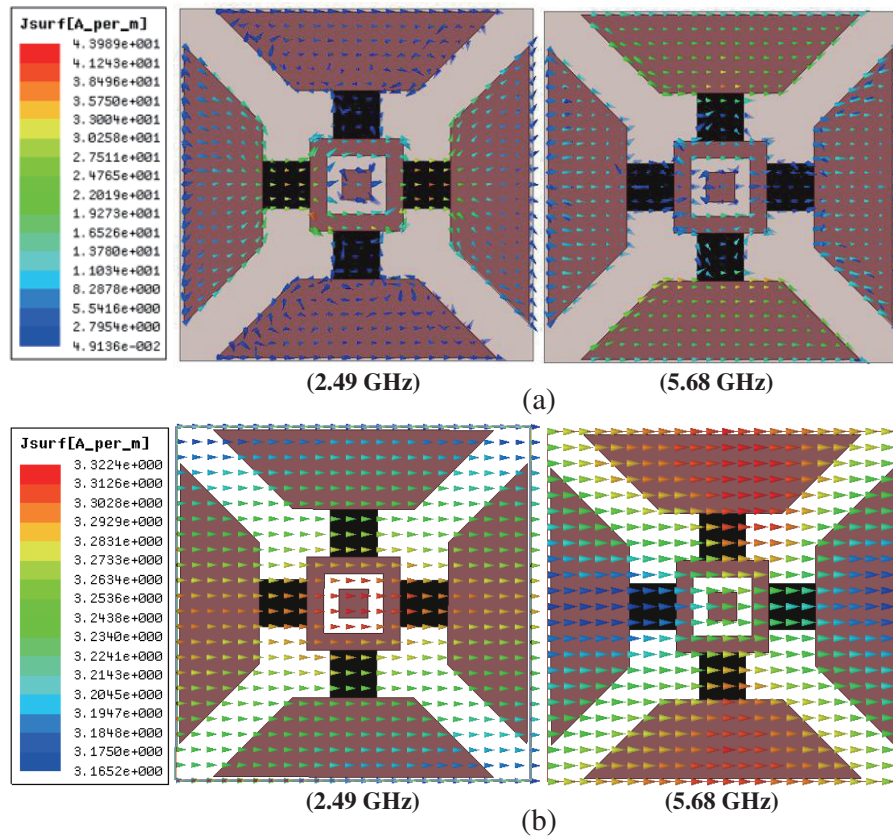 Jsurf[A_per_m]
4.3989e+001
4.1243e+001
3.8496e+001
3.5750e+001
3.3004e+001
3.0258e+001
2.7511e+001
2.4765e+001
2.2019e+001
1.9273e+001
1.6526e+001
1.3780e+001
1.1034e+001
8.2878e+000
5.5416e+000
2.7954e+000
4.9136e-002
(2.49 GHz)
(5.68 GHz)
(a)
Jsurf[A_per_m]
3.3224e+000
3.3126e+000
3.3028e+000
3.2929e+000
3.2831e+000
3.2733e+000
3.2634e+000
3.2536e+000
3.2438e+000
3.2340e+000
3.2241e+000
3.2143e+000
3.2045e+000
3.1947e+000
3.1848e+000
3.1750e+000
3.1652e+000
(2.49 GHz)
(5.68 GHz)
(b)